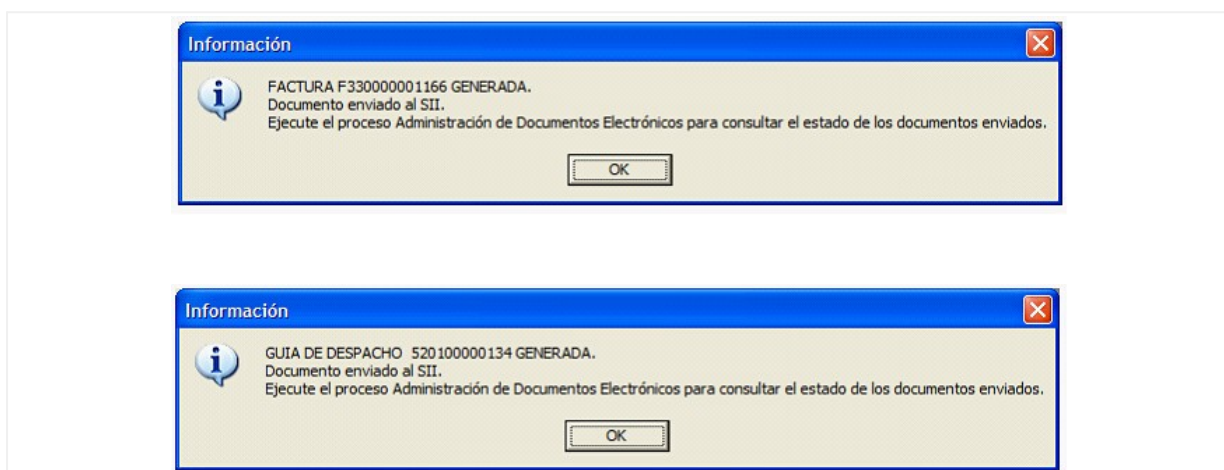 Información
FACTURA F330000001166 GENERADA.
Documento enviado al SII.
Ejecute el proceso Administración de Documentos Electrónicos para consultar el estado de los documentos enviados.
OK
Información
GUIA DE DESPACHO  520100000134 GENERADA.
Documento enviado al SII.
Ejecute el proceso Administración de Documentos Electrónicos para consultar el estado de los documentos enviados.
OK